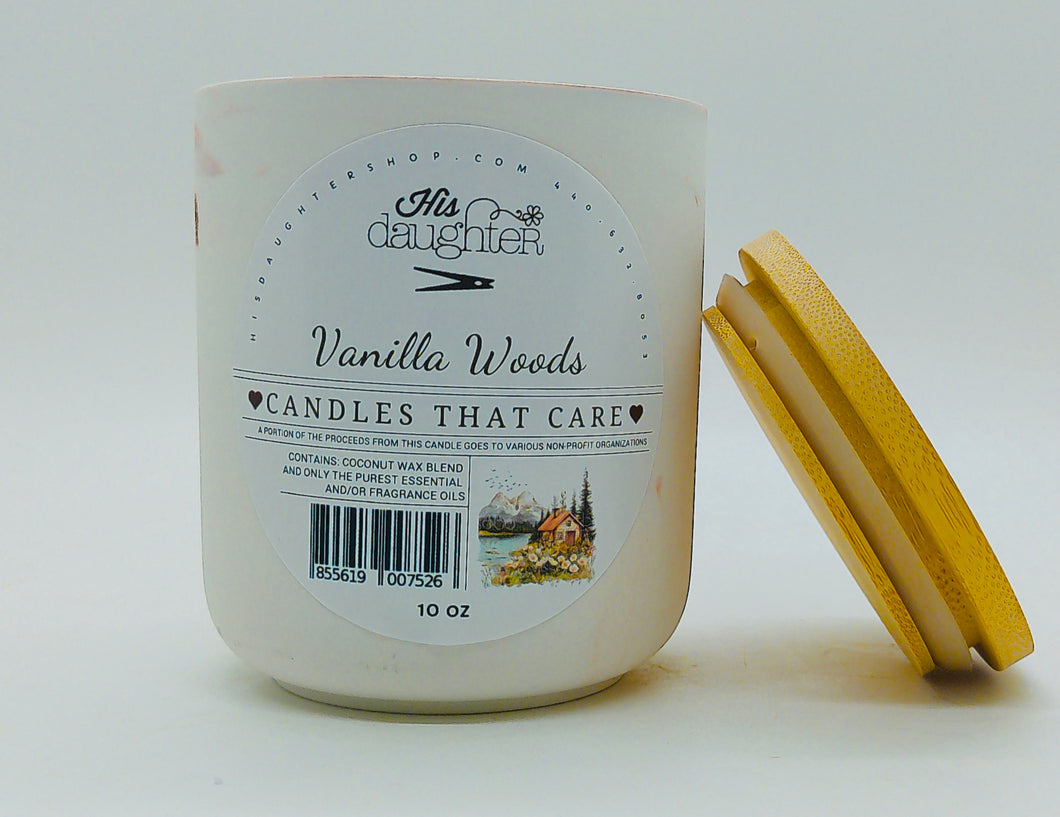 HISDAUGHTERSHOP.COM 440.632.8053
His
daughter
Vanilla Woods
♥CANDLES THAT CARE♥
A PORTION OF THE PROCEEDS FROM THIS CANDLE GOES TO VARIOUS NON-PROFIT ORGANIZATIONS
CONTAINS: COCONUT WAX BLEND
AND ONLY THE PUREST ESSENTIAL
AND/OR FRAGRANCE OILS
855619 007526
10 OZ